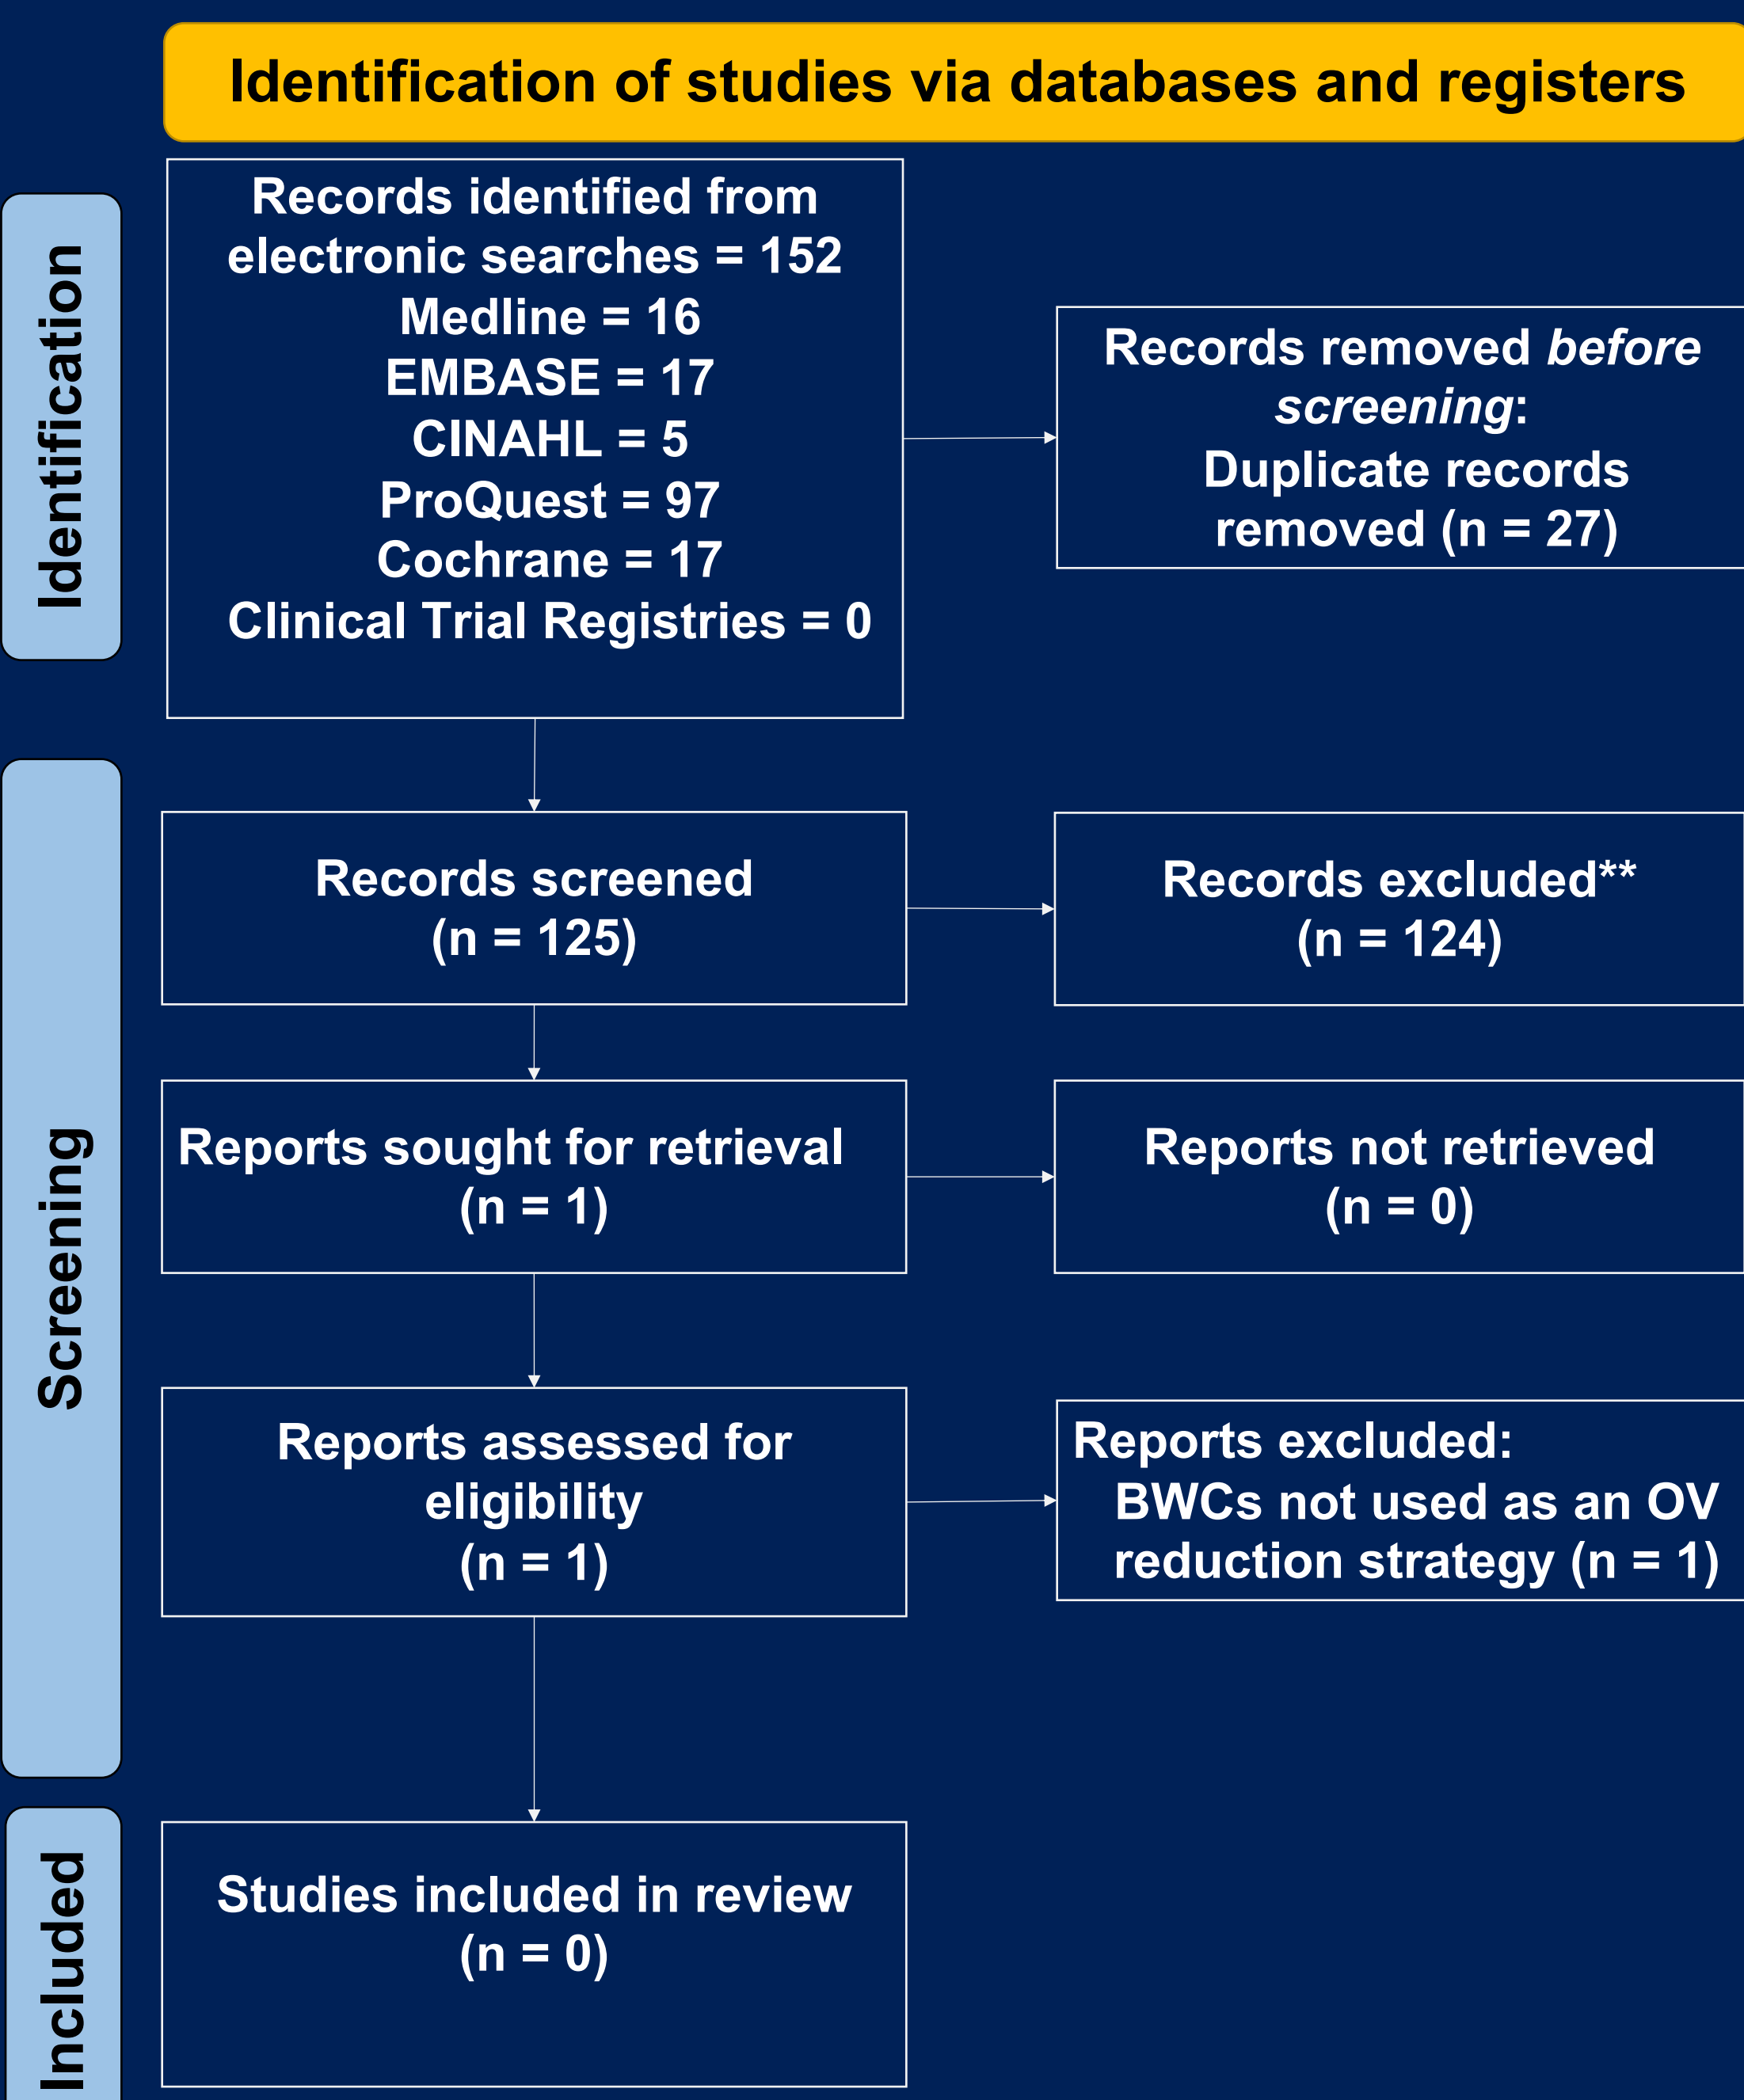 Identification of studies via databases and registers
Identification
Records identified from
electronic searches = 152
Medline = 16
EMBASE = 17
CINAHL = 5
ProQuest = 97
Cochrane = 17
Clinical Trial Registries = 0
Records removed before
screening:
Duplicate records
removed (n = 27)
Screening
Records screened
(n = 125)
Records excluded**
(n = 124)
Reports sought for retrieval
(n = 1)
Reports not retrieved
(n = 0)
Reports assessed for
eligibility
(n = 1)
Reports excluded:
BWCs not used as an OV
reduction strategy (n = 1)
Included
Studies included in review
(n = 0)